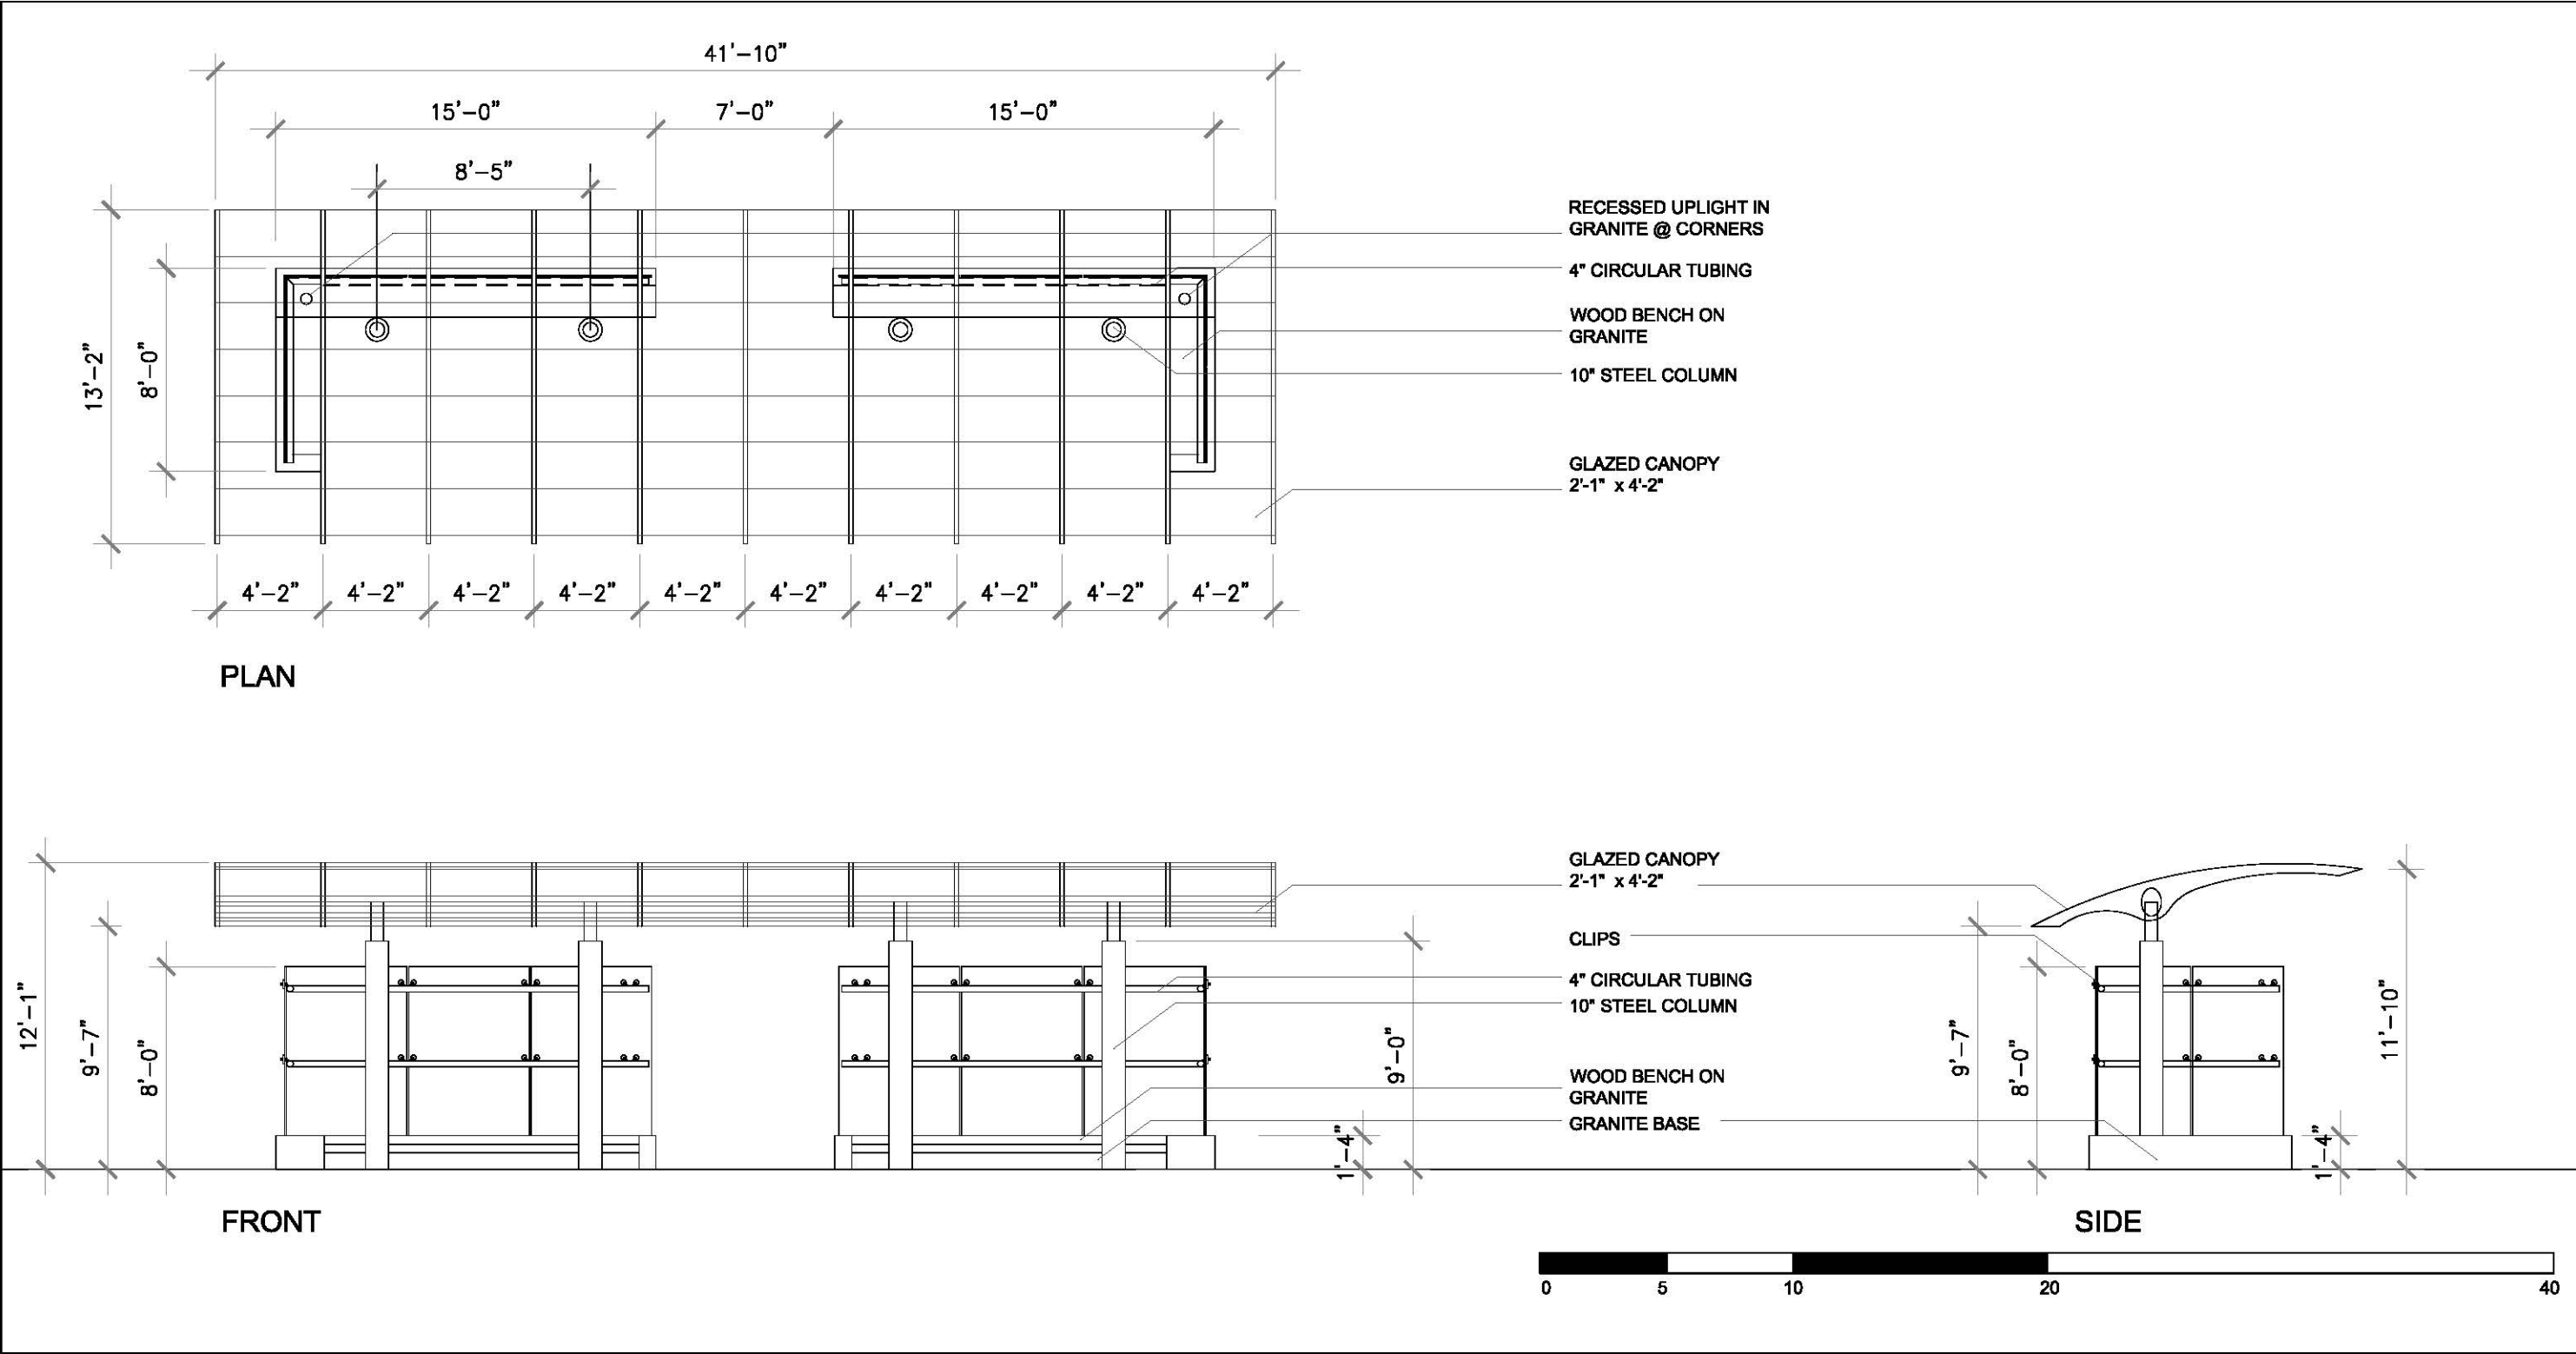 41'-10"
15'-0" 7'-0" 15'-0"
8'-5"
13'-2"
8'-0"
RECESSED UPLIGHT IN
GRANITE @ CORNERS
4" CIRCULAR TUBING
WOOD BENCH ON
GRANITE
10" STEEL COLUMN
GLAZED CANOPY
2'-1" x 4'-2"
4'-2" 4'-2" 4'-2" 4'-2" 4'-2" 4'-2" 4'-2" 4'-2" 4'-2" 4'-2"
PLAN
12'-1"
9'-7"
8'-0"
9'-0"
1'-4"
GLAZED CANOPY
2'-1" x 4'-2"
CLIPS
4" CIRCULAR TUBING
10" STEEL COLUMN
WOOD BENCH ON
GRANITE
GRANITE BASE
9'-7"
8'-0"
11'-10"
1'-4"
FRONT
SIDE
0 5 10 20 40